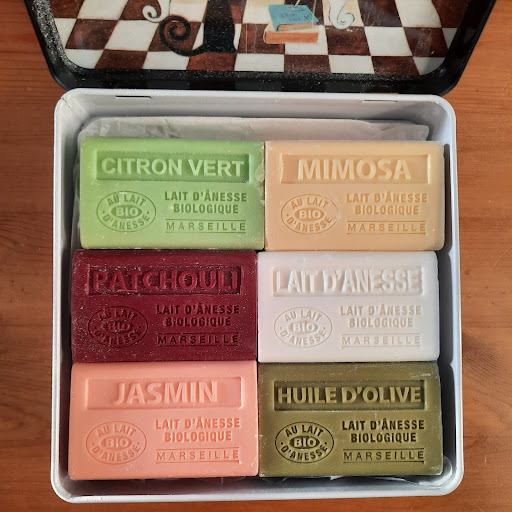 CITRON VERT
AU LAIT
BIO
D'ÂNESSE
LAIT D'ÂNESSE
BIOLOGIQUE
MARSEILLE
MIMOSA
AU LAIT
BIO
D'ÂNESSE
LAIT D'ÂNESSE
BIOLOGIQUE
MARSEILLE
PATCHOULI
AU LAIT
BIO
D'ÂNESSE
LAIT D'ÂNESSE
BIOLOGIQUE
MARSEILLE
LAIT D'ANESSE
AU LAIT
BIO
D'ÂNESSE
LAIT D'ÂNESSE
BIOLOGIQUE
MARSEILLE
JASMIN
AU LAIT
BIO
D'ÂNESSE
LAIT D'ÂNESSE
BIOLOGIQUE
MARSEILLE
HUILE D'OLIVE
AU LAIT
BIO
D'ÂNESSE
LAIT D'ÂNESSE
BIOLOGIQUE
MARSEILLE